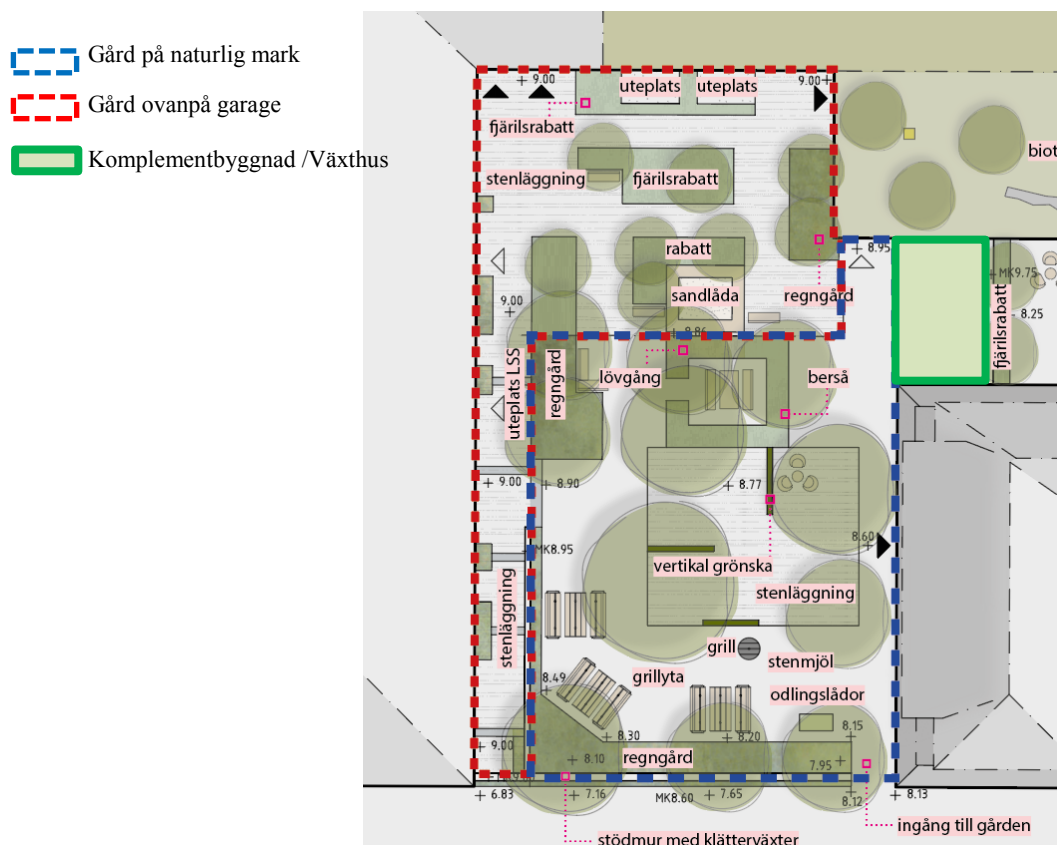 Gård på naturlig mark
Gård ovanpå garage
Komplementbyggnad /Växthus
9.00
uteplats
uteplats
9.00
fjärilsrabatt
biot
stenläggning
fjärilsrabatt
rabatt
8.95
MK9.75
sandlåda
regngård
9.00
8.25
fjärilsrabatt
8.86
uteplats LSS
regngård
lövgång
berså
9.00
8.90
8.77
8.60
MK8.95
vertikal grönska
stenläggning
stenläggning
grill
stenmjöl
grillyta
8.49
odlingslådor
8.30
8.20
8.15
9.00
8.10
regngård
7.95
6.83
7.16
MK8.60
7.65
8.12
8.13
ingång till gården
stödmur med klätterväxter